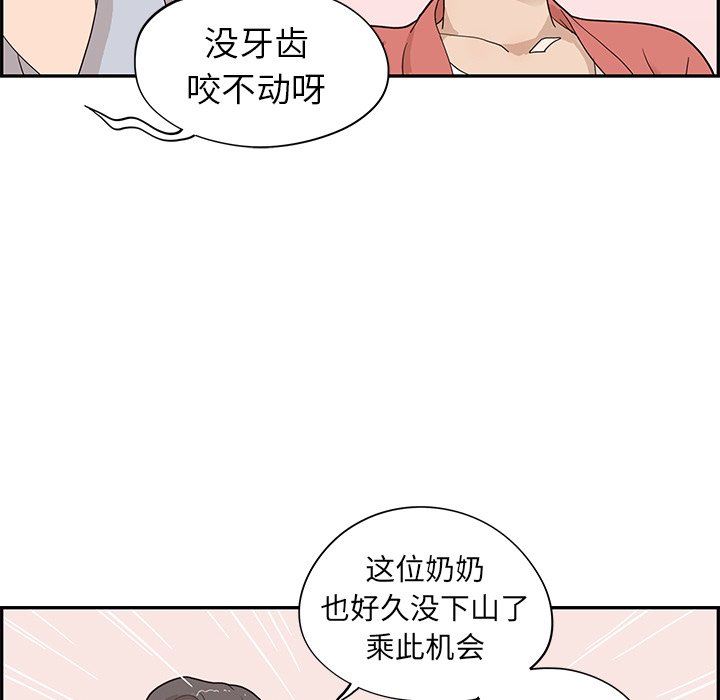 没牙齿
咬不动呀
这位奶奶
也好久没下山了
乘此机会